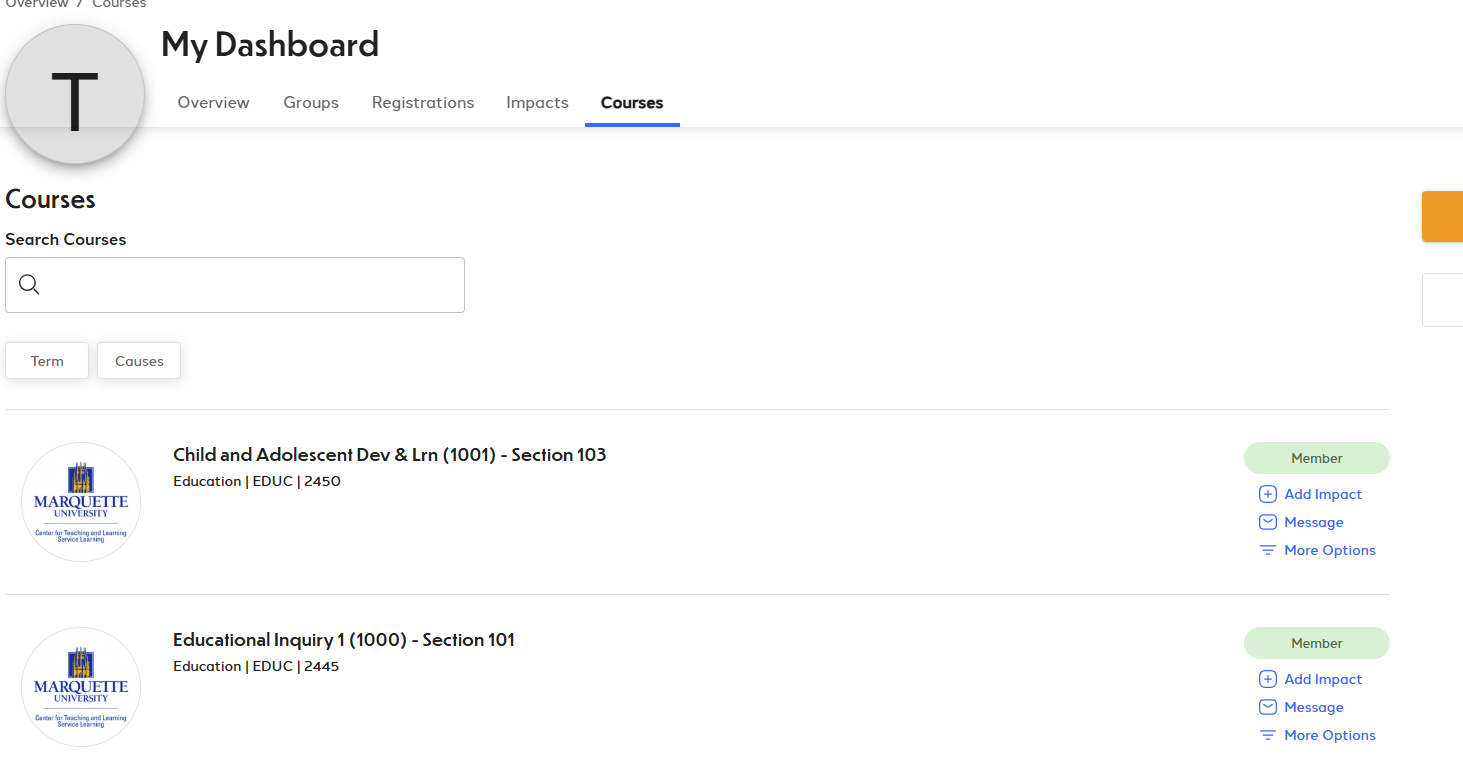 Overview / Courses
T
My Dashboard
Overview Groups Registrations Impacts Courses
Courses
Search Courses
Term Causes
MARQUETTE
UNIVERSITY
Center for Teaching and Learning
Service Learning
Child and Adolescent Dev & Lrn (1001) - Section 103
Education | EDUC | 2450
Member
Add Impact
Message
More Options
MARQUETTE
UNIVERSITY
Center for Teaching and Learning
Service Learning
Educational Inquiry 1 (1000) - Section 101
Education | EDUC | 2445
Member
Add Impact
Message
More Options